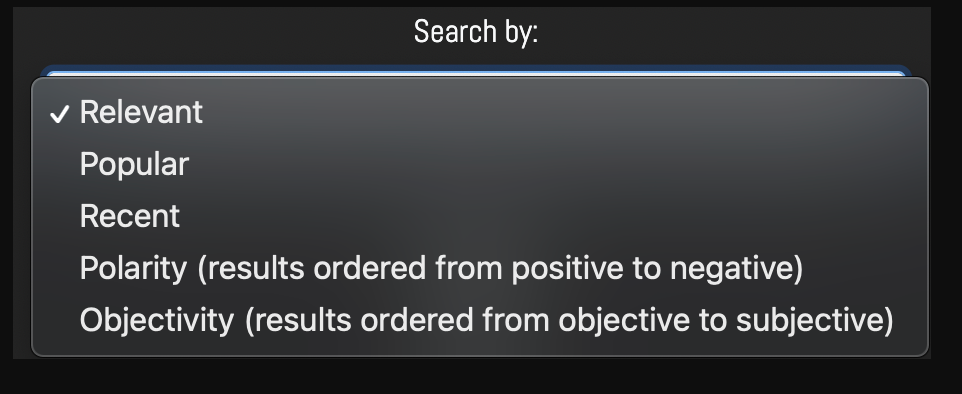 Search by:
✓ Relevant
Popular
Recent
Polarity (results ordered from positive to negative)
Objectivity (results ordered from objective to subjective)